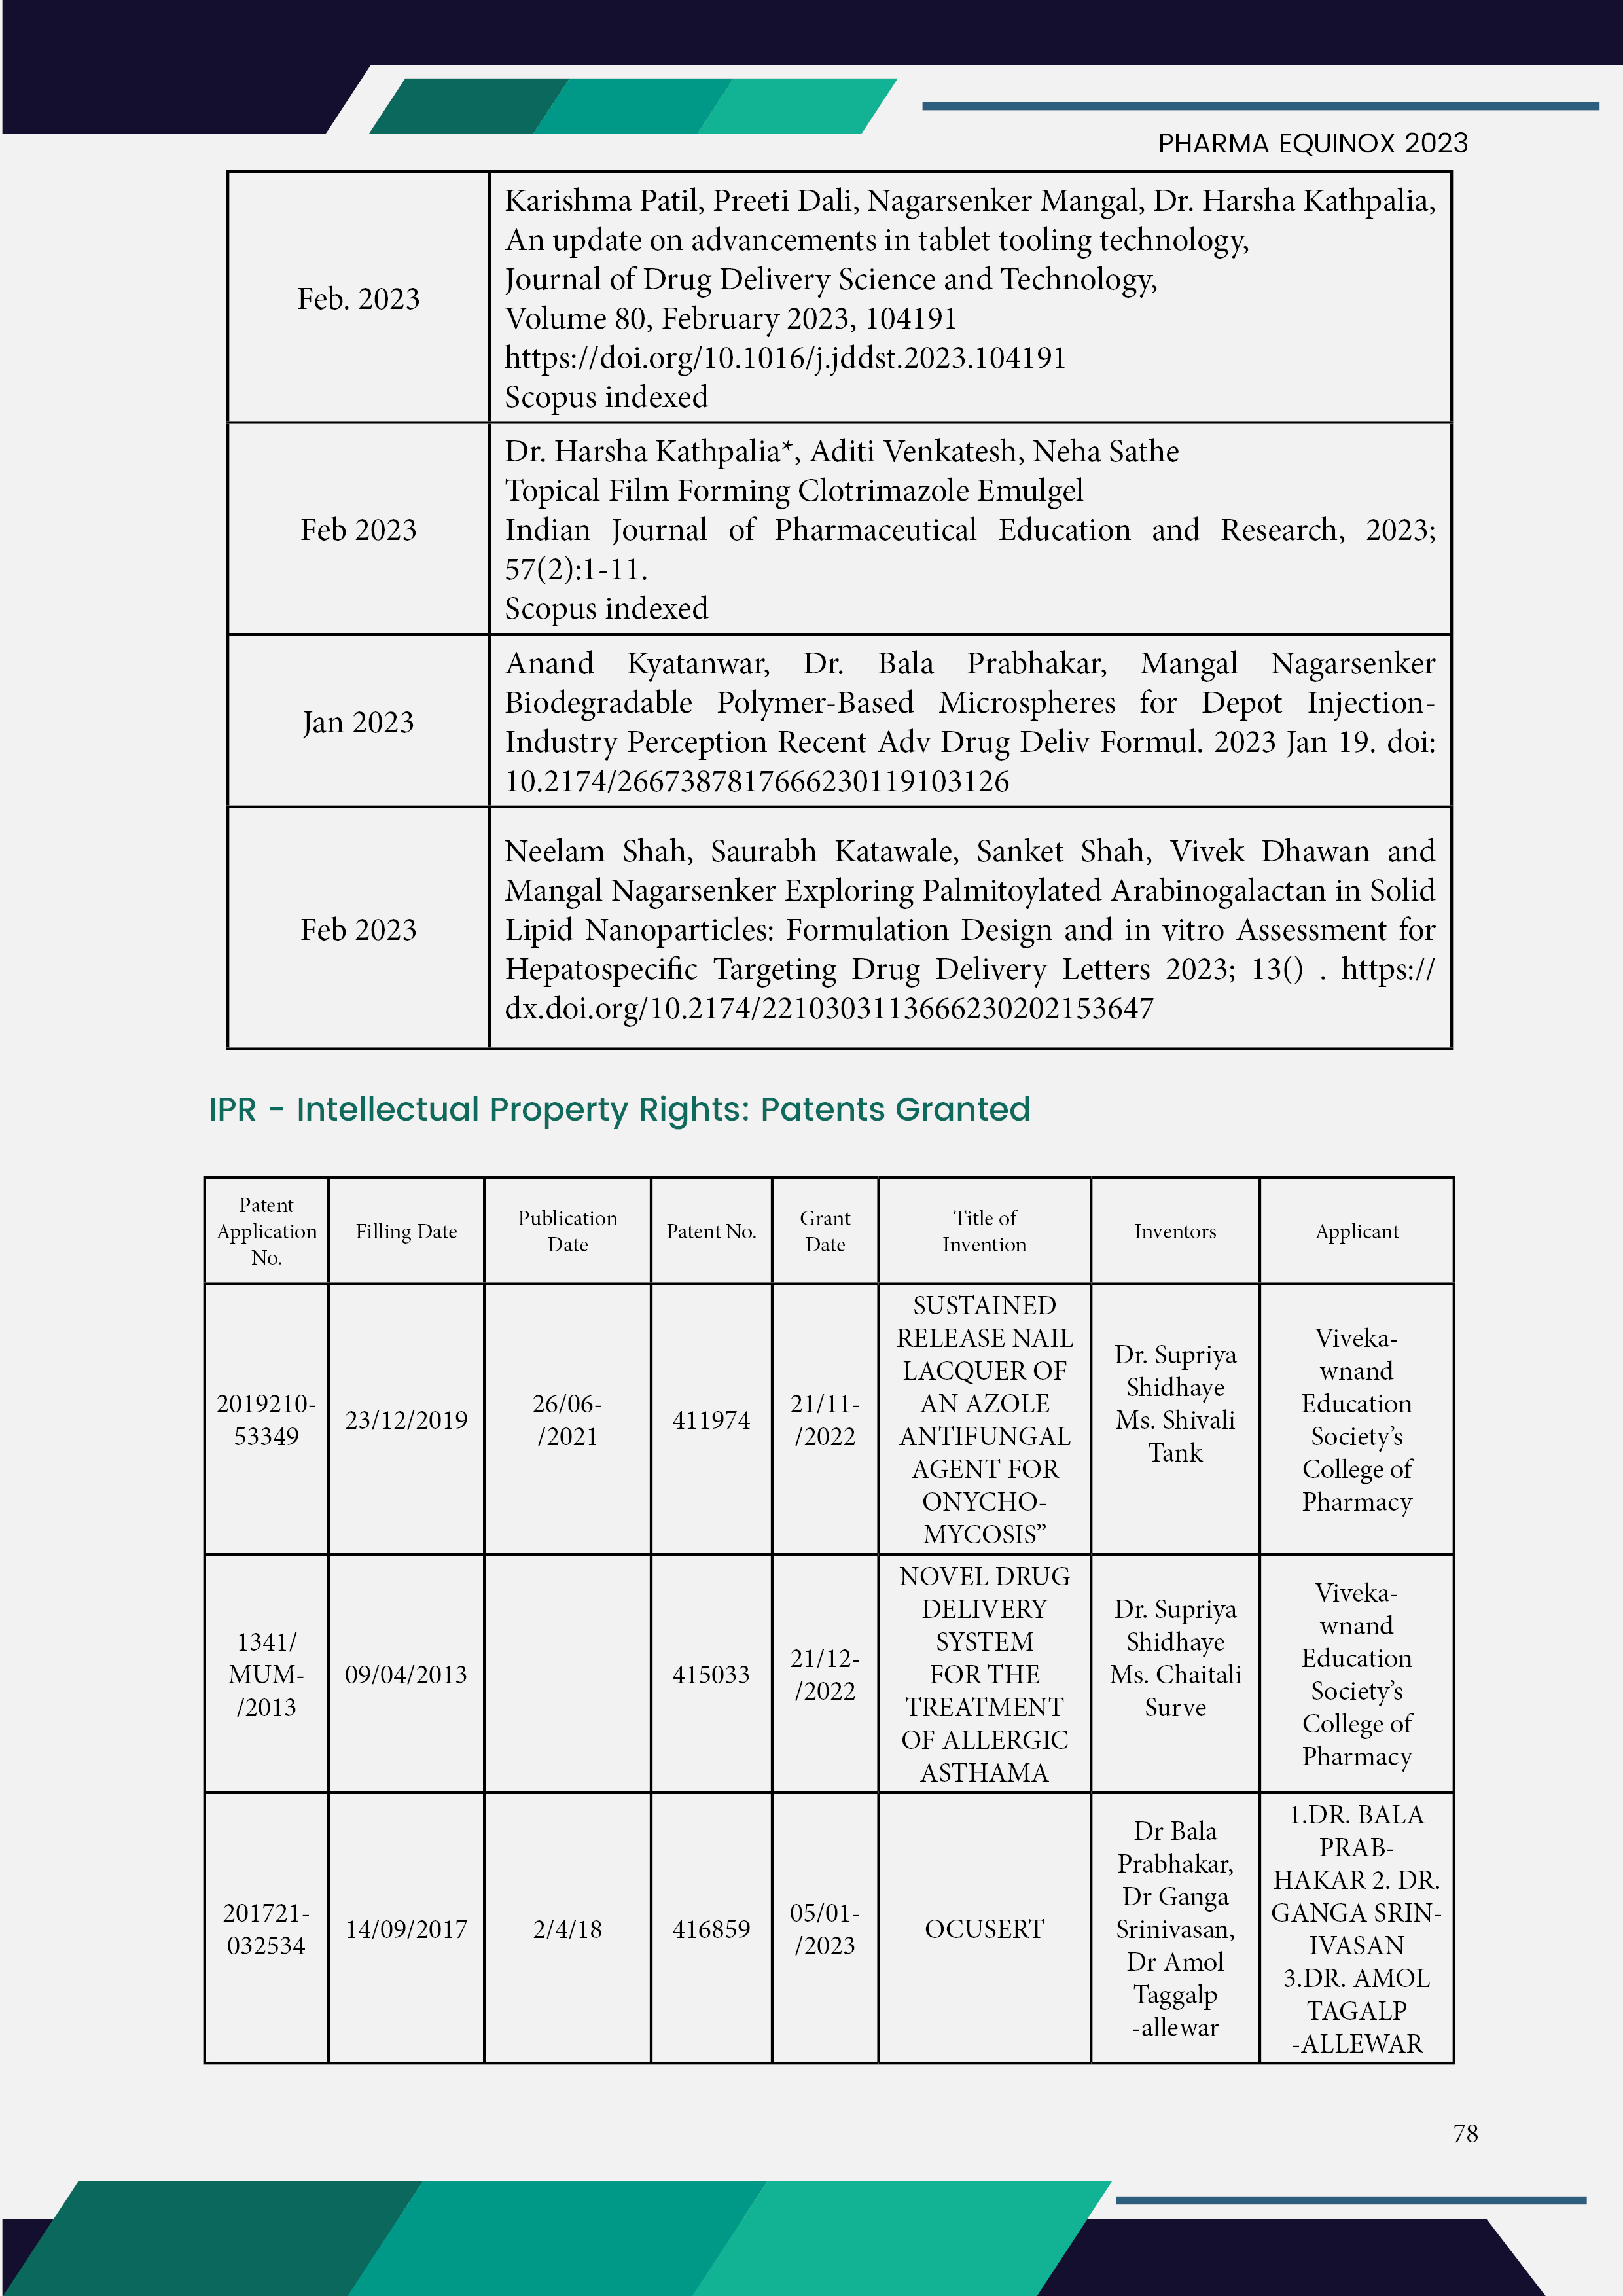 PHARMA EQUINOX 2023
Feb. 2023
Karishma Patil, Preeti Dali, Nagarsenker Mangal, Dr. Harsha Kathpalia,
An update on advancements in tablet tooling technology,
Journal of Drug Delivery Science and Technology,
Volume 80, February 2023, 104191
https://doi.org/10.1016/j.jddst.2023.104191
Scopus indexed
Feb 2023
Dr. Harsha Kathpalia*, Aditi Venkatesh, Neha Sathe
Topical Film Forming Clotrimazole Emulgel
Indian Journal of Pharmaceutical Education and Research, 2023;
57(2):1-11.
Scopus indexed
Jan 2023
Anand Kyatanwar, Dr. Bala Prabhakar, Mangal Nagarsenker
Biodegradable Polymer-Based Microspheres for Depot Injection-
Industry Perception Recent Adv Drug Deliv Formul. 2023 Jan 19. doi:
10.2174/2667387817666230119103126
Feb 2023
Neelam Shah, Saurabh Katawale, Sanket Shah, Vivek Dhawan and
Mangal Nagarsenker Exploring Palmitoylated Arabinogalactan in Solid
Lipid Nanoparticles: Formulation Design and in vitro Assessment for
Hepatospecific Targeting Drug Delivery Letters 2023; 13() . https://
dx.doi.org/10.2174/2210303113666230202153647
IPR - Intellectual Property Rights: Patents Granted
Patent
Application
No.
Filling Date
Publication
Date
Patent No.
Grant
Date
Title of
Invention
Inventors
Applicant
2019210-
53349
23/12/2019
26/06-
/2021
411974
21/11-
/2022
SUSTAINED
RELEASE NAIL
LACQUER OF
AN AZOLE
ANTIFUNGAL
AGENT FOR
ONYCHO-
MYCOSIS”
Dr. Supriya
Shidhaye
Ms. Shivali
Tank
Viveka-
wnand
Education
Society’s
College of
Pharmacy
1341/
MUM-
/2013
09/04/2013
415033
21/12-
/2022
NOVEL DRUG
DELIVERY
SYSTEM
FOR THE
TREATMENT
OF ALLERGIC
ASTHAMA
Dr. Supriya
Shidhaye
Ms. Chaitali
Surve
Viveka-
wnand
Education
Society’s
College of
Pharmacy
201721-
032534
14/09/2017
2/4/18
416859
05/01-
/2023
OCUSERT
Dr Bala
Prabhakar,
Dr Ganga
Srinivasan,
Dr Amol
Taggalp
-allewar
1.DR. BALA
PRAB-
HAKAR 2. DR.
GANGA SRIN-
IVASAN
3.DR. AMOL
TAGALP
-ALLEWAR
78